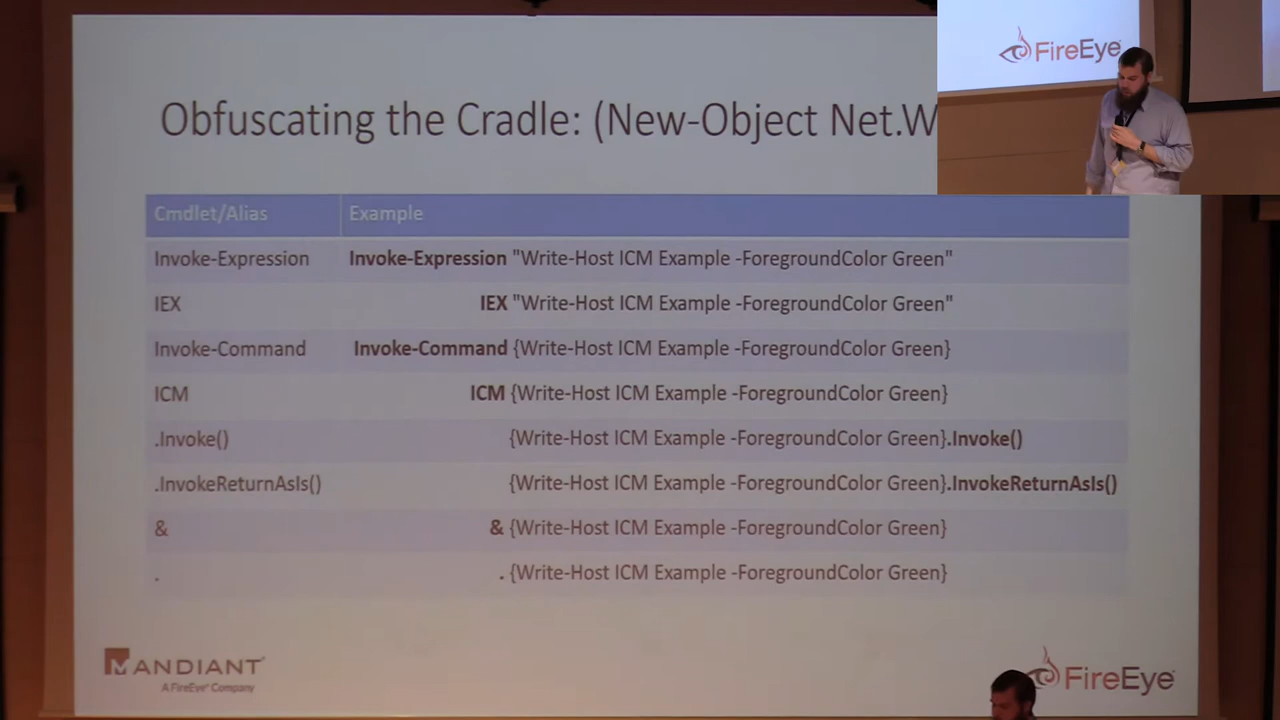 FireEye
Obfuscating the Cradle: (New-Object Net.W
Cmdlet/Alias Example
Invoke-Expression Invoke-Expression "Write-Host ICM Example -ForegroundColor Green"
IEX IEX "Write-Host ICM Example -ForegroundColor Green"
Invoke-Command Invoke-Command {Write-Host ICM Example -ForegroundColor Green}
ICM ICM {Write-Host ICM Example -ForegroundColor Green}
.Invoke() {Write-Host ICM Example -ForegroundColor Green}.Invoke()
.InvokeReturnAsIs() {Write-Host ICM Example -ForegroundColor Green}.InvokeReturnAsIs()
& & {Write-Host ICM Example -ForegroundColor Green}
. . {Write-Host ICM Example -ForegroundColor Green}
MANDIANT
A FireEye® Company
FireEye